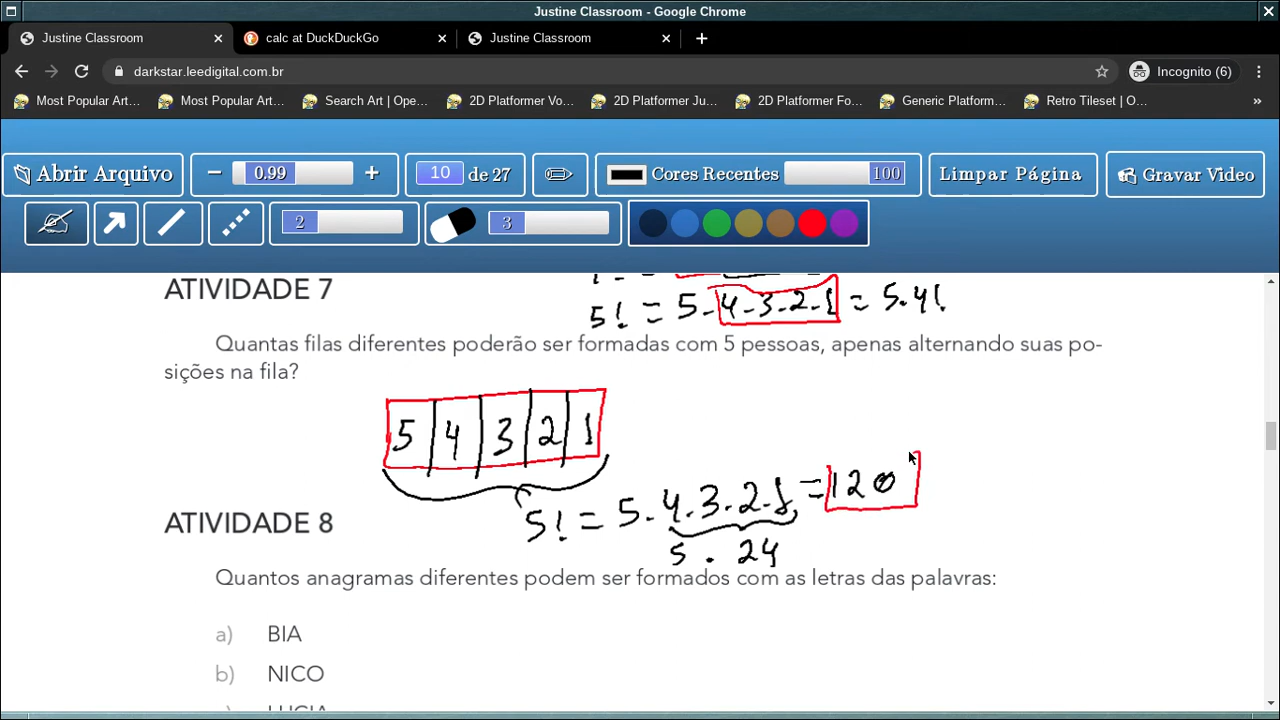 Justine Classroom - Google Chrome
Justine Classroom
calc at DuckDuckGo
Justine Classroom
darkstar.leedigital.com.br
Incognito (6)
Most Popular Art...
Most Popular Art...
Search Art | Ope...
2D Platformer Vo...
2D Platformer Ju...
2D Platformer Fo...
Generic Platform...
Retro Tileset | O...
»
Abrir Arquivo
− 0.99 +
10 de 27
Cores Recentes 100
Limpar Página
Gravar Video
2
3
ATIVIDADE 7
5! = 5.4.3.2.1 = 5.4!
Quantas filas diferentes poderão ser formadas com 5 pessoas, apenas alternando suas po-
sições na fila?
5 4 3 2 1
5! = 5.4.3.2.1 = 120
5 . 24
ATIVIDADE 8
Quantos anagramas diferentes podem ser formados com as letras das palavras:
a) BIA
b) NICO